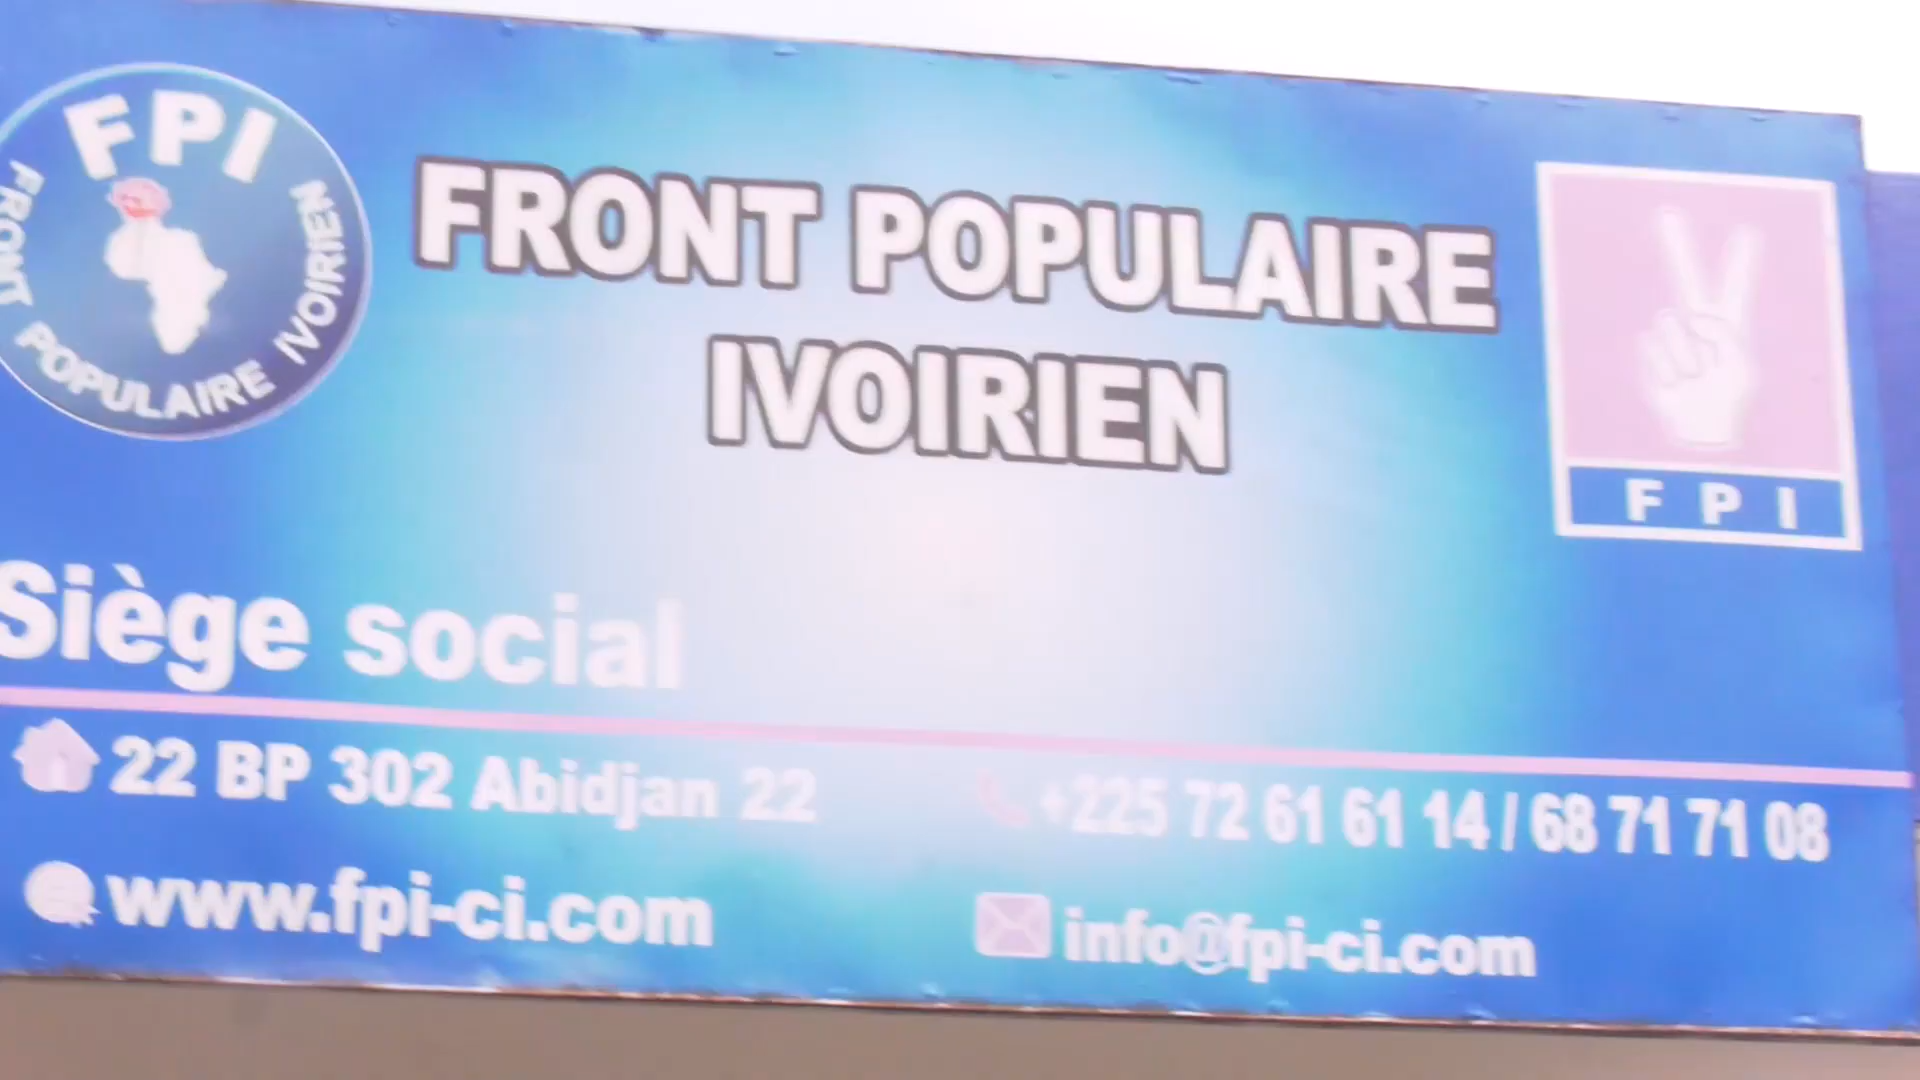 FPI
FRONT POPULAIRE IVOIRIEN
FRONT POPULAIRE
IVOIRIEN
FPI
Siège social
22 BP 302 Abidjan 22
+225 72 61 61 14 / 68 71 71 08
www.fpi-ci.com
info@fpi-ci.com